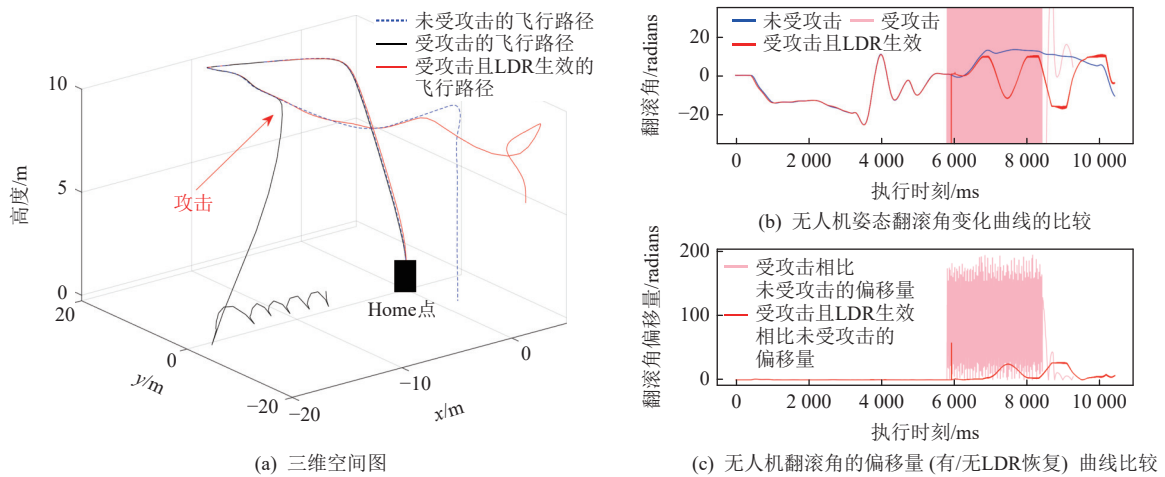 未受攻击的飞行路径
受攻击的飞行路径
受攻击且LDR生效的
飞行路径
高度/m
10
5
0
20
0
−20
y/m
−20
−10
0
x/m
攻击
Home点
(a) 三维空间图
未受攻击 受攻击
受攻击且LDR生效
翻滚角/radians
20
0
−20
0 2 000 4 000 6 000 8 000 10 000
执行时刻/ms
(b) 无人机姿态翻滚角变化曲线的比较
受攻击相比
未受攻击的偏移量
受攻击且LDR生效
相比未受攻击的
偏移量
翻滚角偏移量/radians
200
100
0
0 2 000 4 000 6 000 8 000 10 000
执行时刻/ms
(c) 无人机翻滚角的偏移量 (有/无LDR恢复) 曲线比较